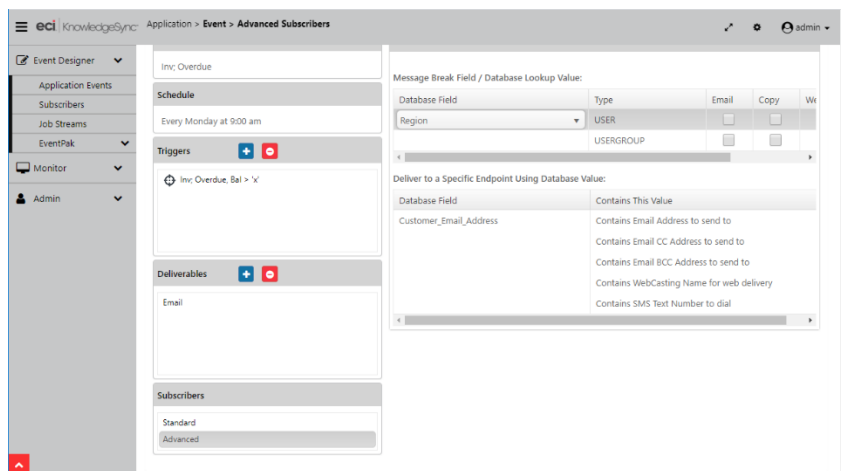 eci KnowledgeSync
Application > Event > Advanced Subscribers
admin
Event Designer
Application Events
Subscribers
Job Streams
EventPak
Monitor
Admin
Inv; Overdue
Schedule
Every Monday at 9:00 am
Triggers
Inv; Overdue, Bal > 'x'
Deliverables
Email
Subscribers
Standard
Advanced
Message Break Field / Database Lookup Value:
Database Field Type Email Copy We
Region USER
USERGROUP
Deliver to a Specific Endpoint Using Database Value:
Database Field Contains This Value
Customer_Email_Address Contains Email Address to send to
Contains Email CC Address to send to
Contains Email BCC Address to send to
Contains WebCasting Name for web delivery
Contains SMS Text Number to dial